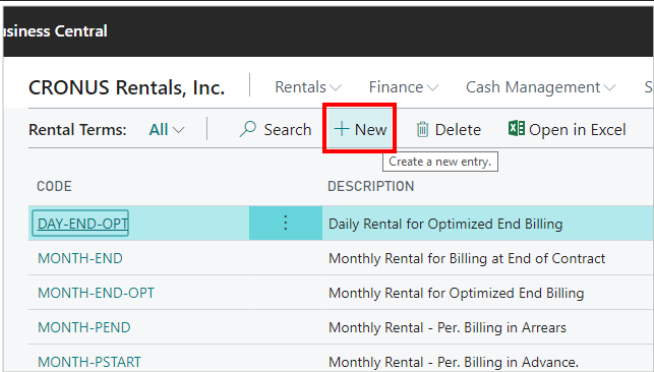 usiness Central
CRONUS Rentals, Inc. Rentals Finance Cash Management S
Rental Terms: All Search + New Delete Open in Excel
Create a new entry.
CODE DESCRIPTION
DAY-END-OPT Daily Rental for Optimized End Billing
MONTH-END Monthly Rental for Billing at End of Contract
MONTH-END-OPT Monthly Rental for Optimized End Billing
MONTH-PEND Monthly Rental - Per. Billing in Arrears
MONTH-PSTART Monthly Rental - Per. Billing in Advance.